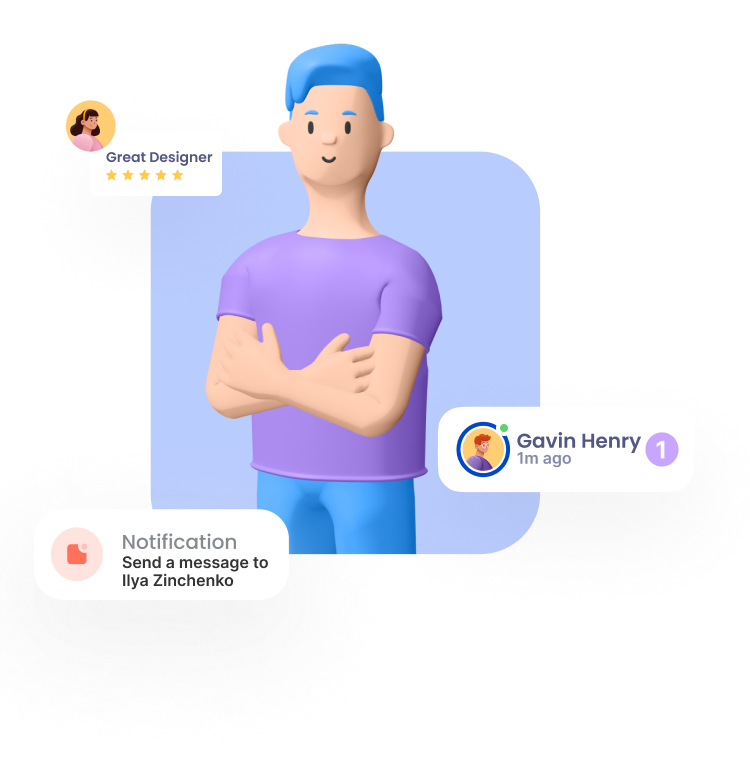 Great Designer
Gavin Henry
1m ago
1
Notification
Send a message to
Ilya Zinchenko